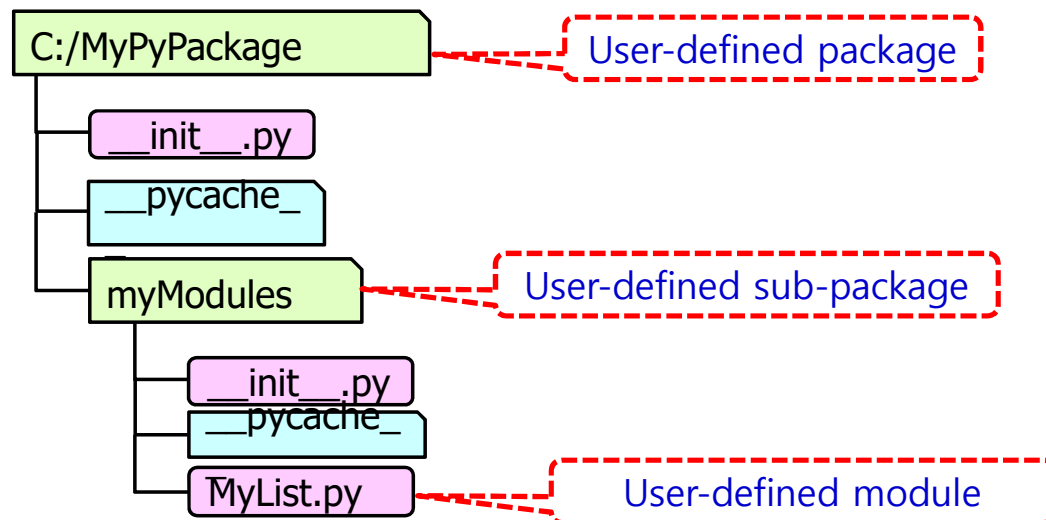 C:/MyPyPackage
User-defined package
__init__.py
__pycache_
_
myModules
User-defined sub-package
__init__.py
__pycache_
_
MyList.py
User-defined module